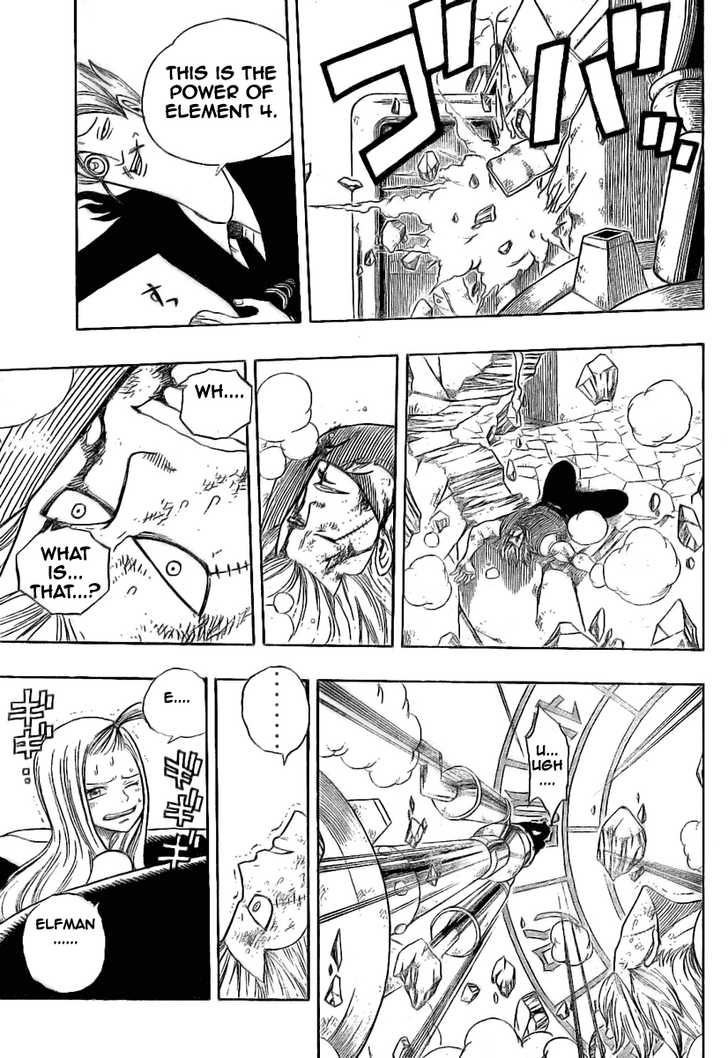 ゴバッ
THIS IS THE
POWER OF
ELEMENT 4.
WH....
WHAT
IS...
THAT...?
U...
UGH
....
......
E....
ギギ
ギギギ
ELFMAN
......